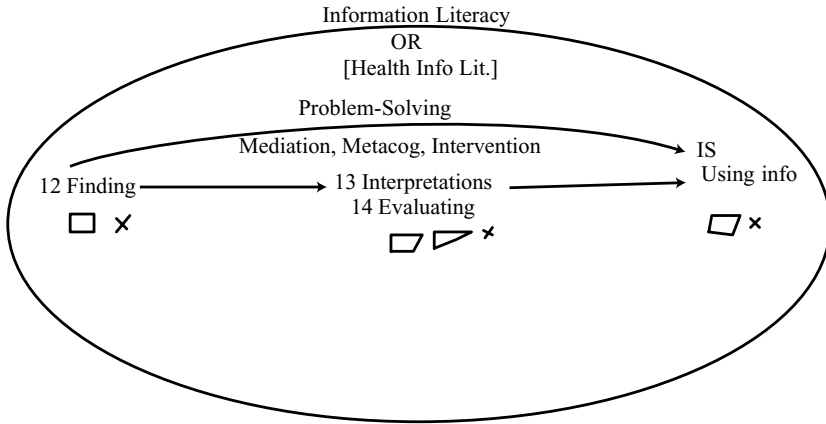 Information Literacy
OR
[Health Info Lit.]
Problem-Solving
Mediation, Metacog, Intervention
IS
Using info
12 Finding
13 Interpretations
14 Evaluating